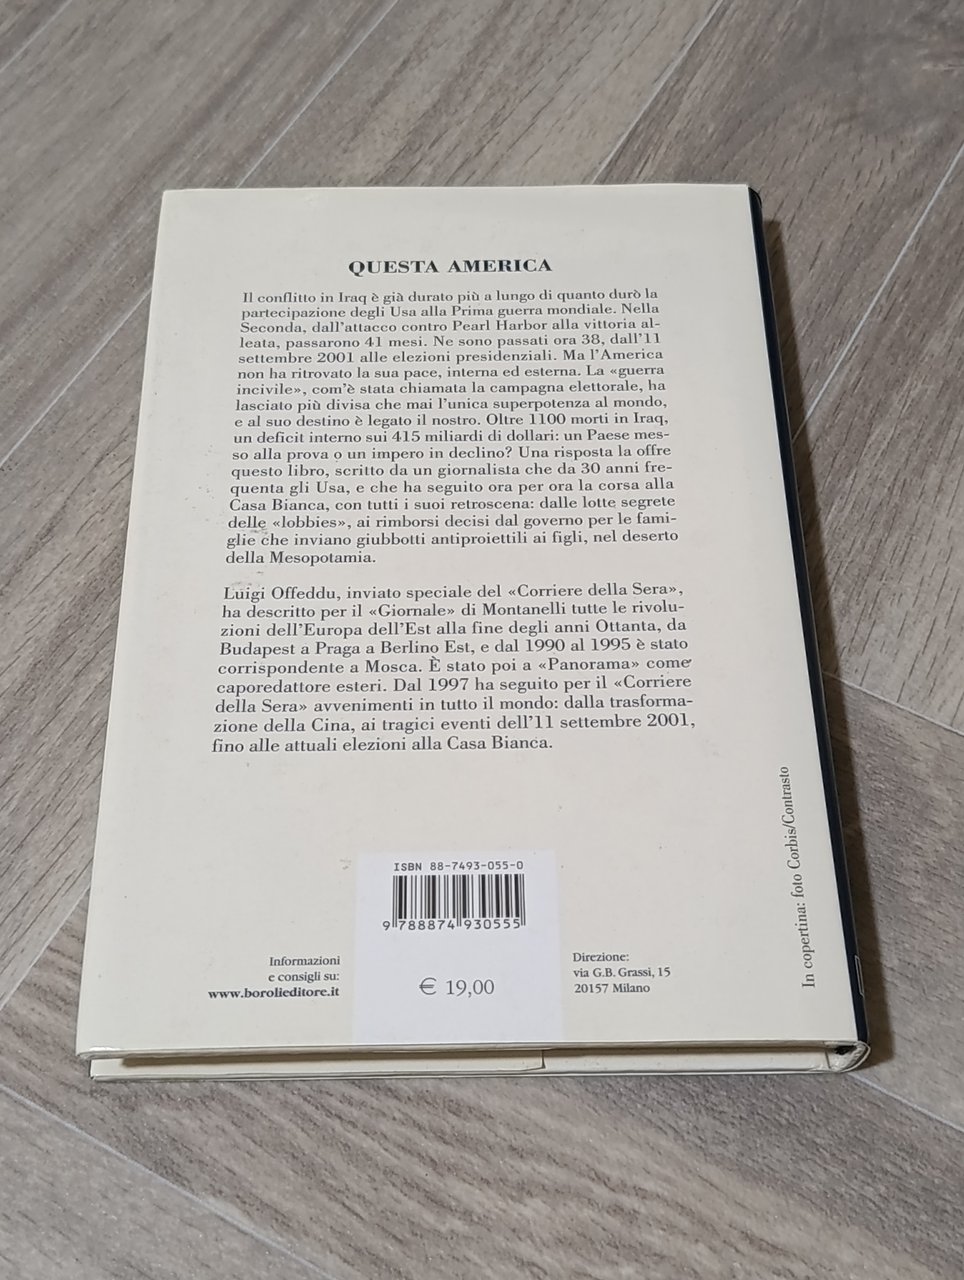 QUESTA AMERICA
Il conflitto in Iraq è già durato più a lungo di quanto durò la
partecipazione degli Usa alla Prima guerra mondiale. Nella
Seconda, dall'attacco contro Pearl Harbor alla vittoria al-
leata, passarono 41 mesi. Ne sono passati ora 38, dall'11
settembre 2001 alle elezioni presidenziali. Ma l'America
non ha ritrovato la sua pace, interna ed esterna. La «guerra
incivile», com'è stata chiamata la campagna elettorale, ha
lasciato più divisa che mai l'unica superpotenza al mondo,
e al suo destino è legato il nostro. Oltre 1100 morti in Iraq,
un deficit interno sui 415 miliardi di dollari: un Paese mes-
so alla prova o un impero in declino? Una risposta la offre
questo libro, scritto da un giornalista che da 30 anni fre-
quenta gli Usa, e che ha seguito ora per ora la corsa alla
Casa Bianca, con tutti i suoi retroscena: dalle lotte segrete
delle «lobbies», ai rimborsi decisi dal governo per le fami-
glie che inviano giubbotti antiproiettili ai figli, nel deserto
della Mesopotamia.
Luigi Offeddu, inviato speciale del «Corriere della Sera»,
ha descritto per il «Giornale» di Montanelli tutte le rivolu-
zioni dell'Europa dell'Est alla fine degli anni Ottanta, da
Budapest a Praga a Berlino Est, e dal 1990 al 1995 è stato
corrispondente a Mosca. È stato poi a «Panorama» come
caporedattore esteri. Dal 1997 ha seguito per il «Corriere
della Sera» avvenimenti in tutto il mondo: dalla trasforma-
zione della Cina, ai tragici eventi dell'11 settembre 2001,
fino alle attuali elezioni alla Casa Bianca.
In copertina: foto Corbis/Contrasto
ISBN 88-7493-055-0
9 788874 930555
Informazioni
e consigli su:
www.borolieditore.it
€ 19,00
Direzione:
via G.B. Grassi, 15
20157 Milano